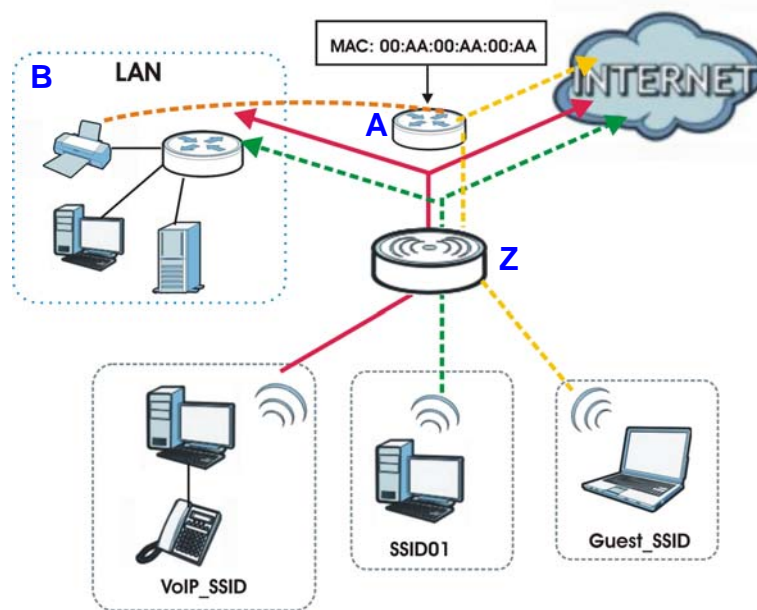 MAC: 00:AA:00:AA:00:AA
B
LAN
INTERNET
A
Z
VoIP_SSID
SSID01
Guest_SSID